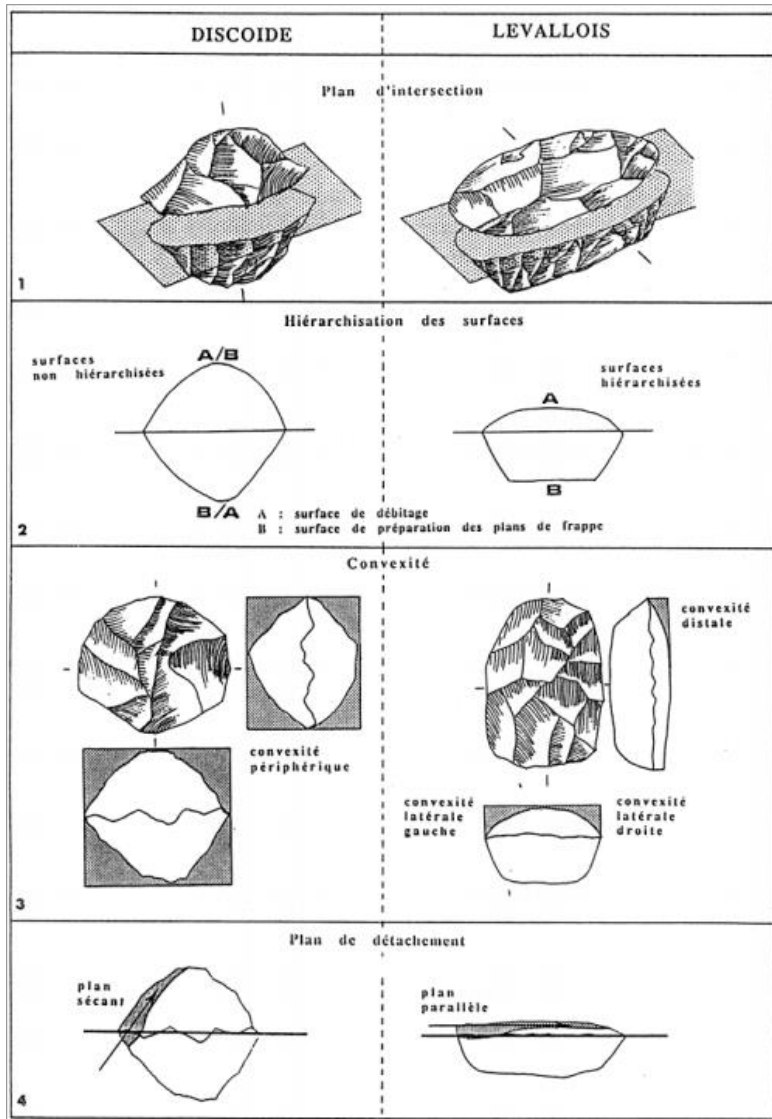 DISCOIDE
LEVALLOIS
Plan d'intersection
1
Hiérarchisation des surfaces
surfaces
non hiérarchisées
A/B
B/A
surfaces
hiérarchisées
A
B
A : surface de débitage
B : surface de préparation des plans de frappe
2
Convexité
convexité
périphérique
convexité
distale
convexité
latérale
gauche
convexité
latérale
droite
3
Plan de détachement
plan
sécant
plan
parallèle
4